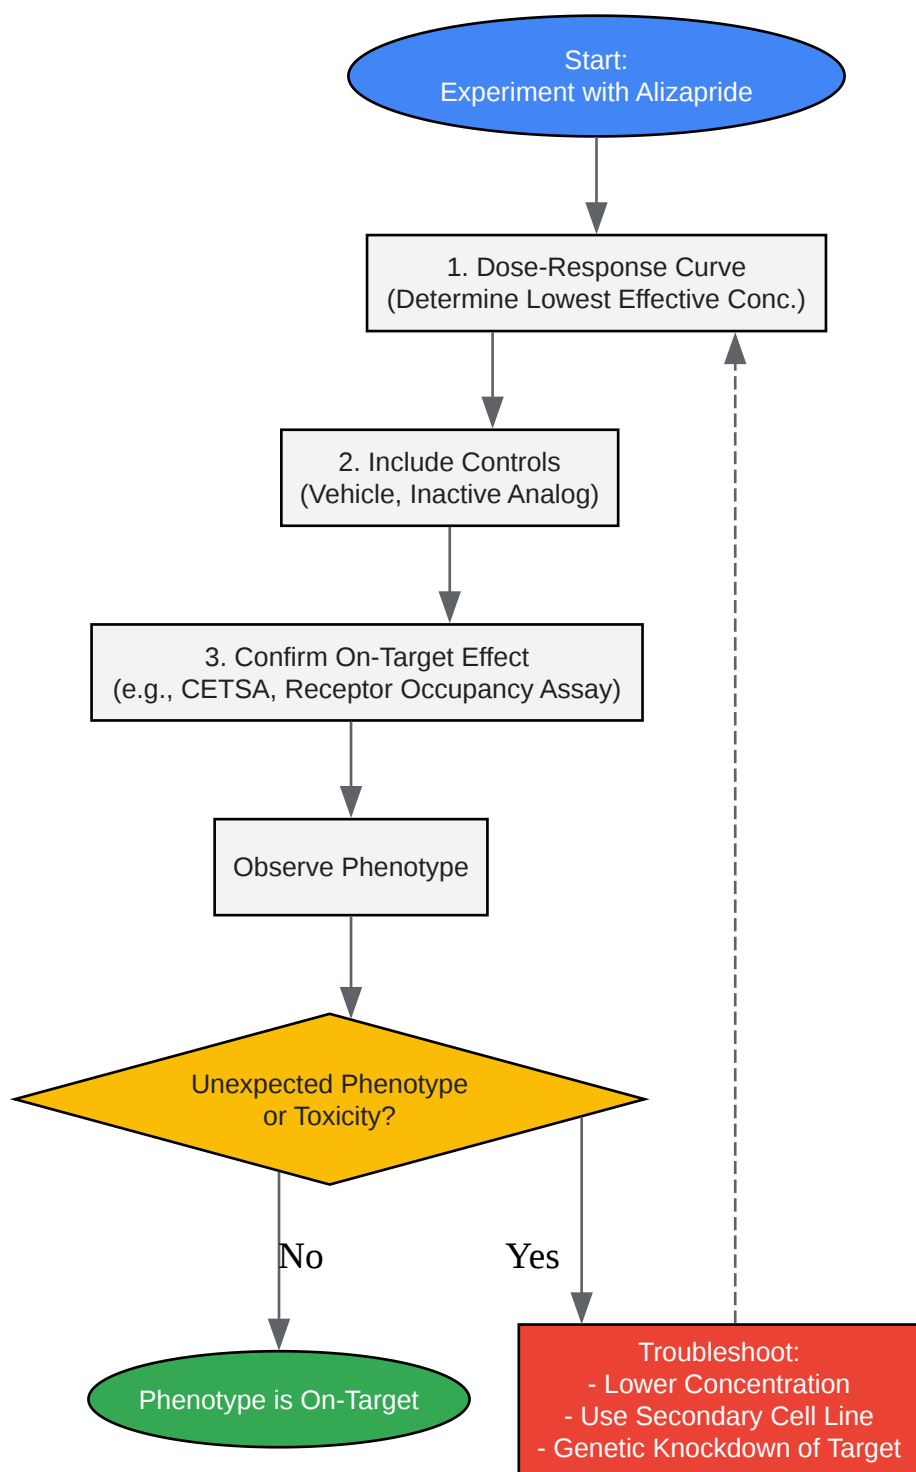 Start:
Experiment with Alizapride
1. Dose-Response Curve
(Determine Lowest Effective Conc.)
2. Include Controls
(Vehicle, Inactive Analog)
3. Confirm On-Target Effect
(e.g., CETSA, Receptor Occupancy Assay)
Observe Phenotype
Unexpected Phenotype
or Toxicity?
No
Yes
Phenotype is On-Target
Troubleshoot:
- Lower Concentration
- Use Secondary Cell Line
- Genetic Knockdown of Target